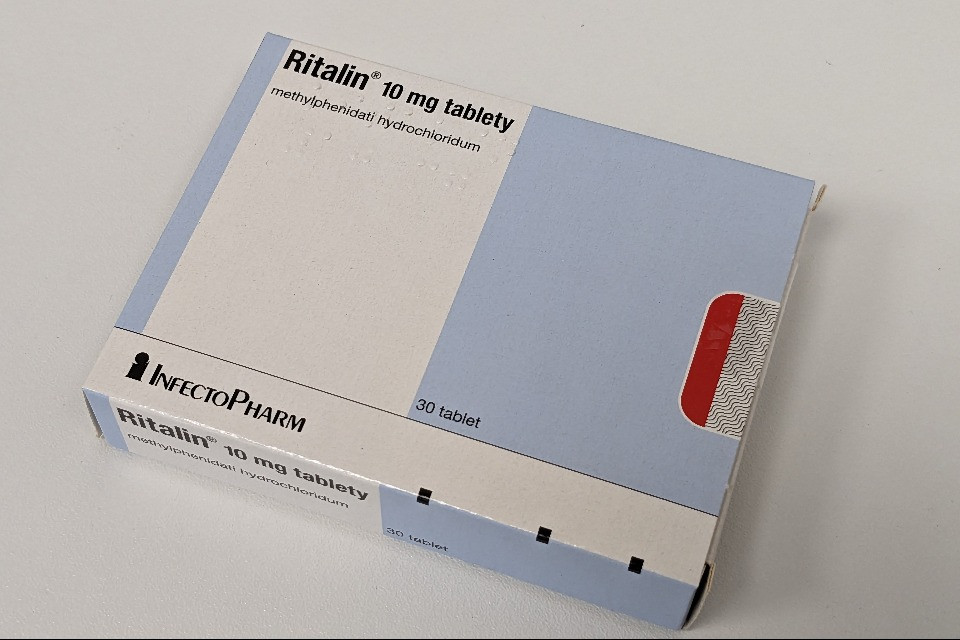 Ritalin® 10 mg tablety
methylphenidati hydrochloridum
30 tablet
INFECTOPHARM
Ritalin® 10 mg tablety
methylphenidati hydrochloridum
30 tablet